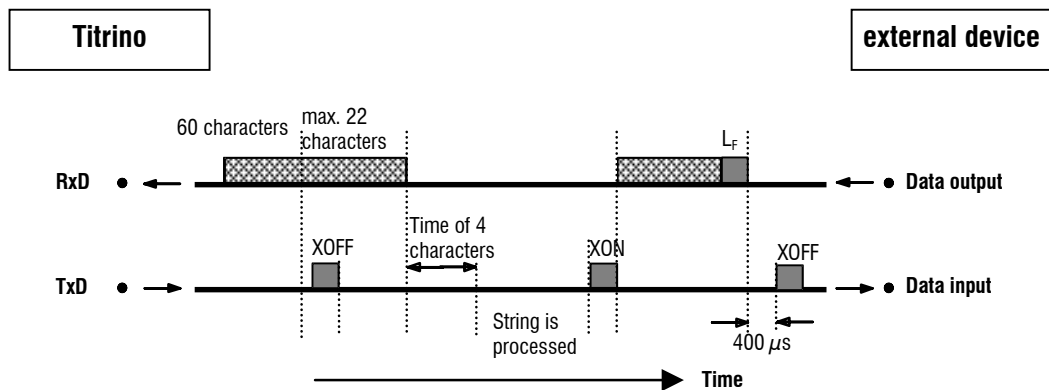 Titrino
external device
60 characters
max. 22
characters
L_F
RxD
Data output
Time of 4
characters
XOFF
XON
XOFF
TxD
Data input
String is
processed
400 µs
Time